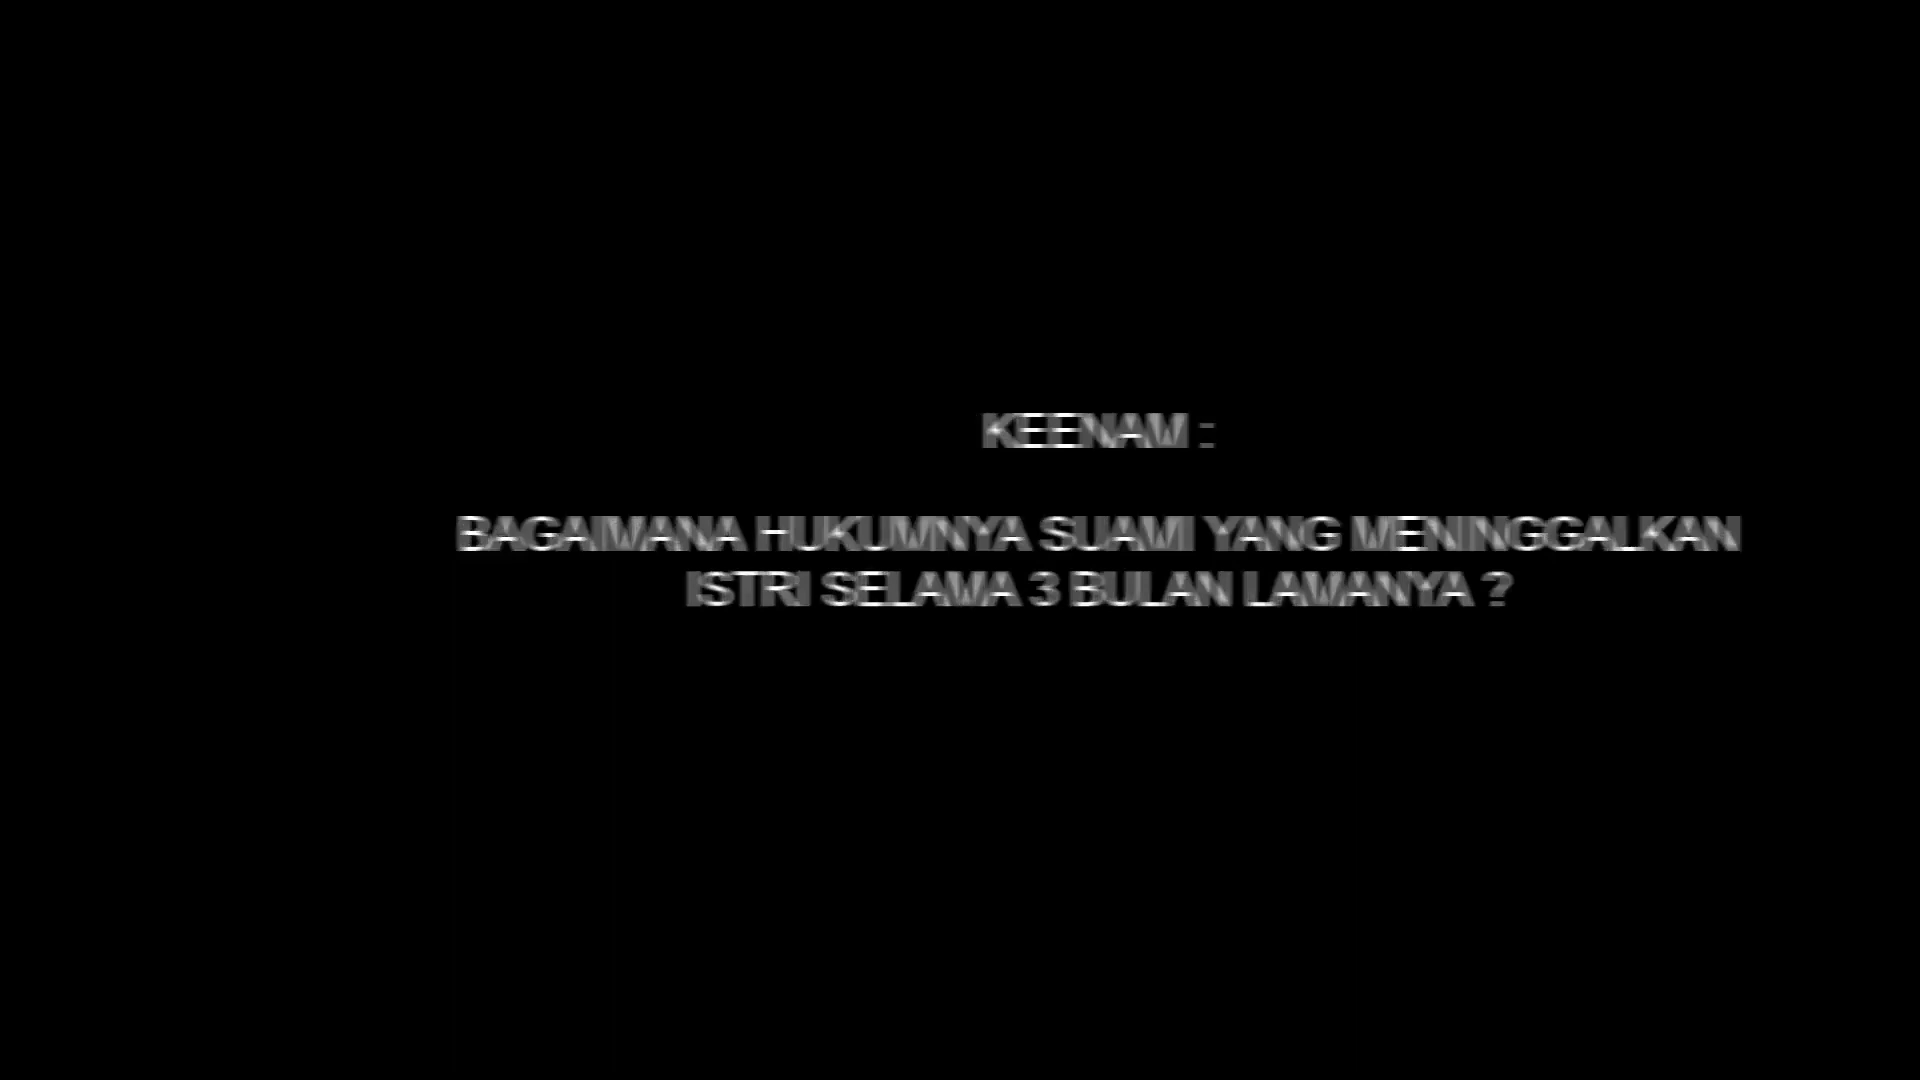 KEENAM :
BAGAIMANA HUKUMNYA SUAMI YANG MENINGGALKAN
ISTRI SELAMA 3 BULAN LAMANYA ?